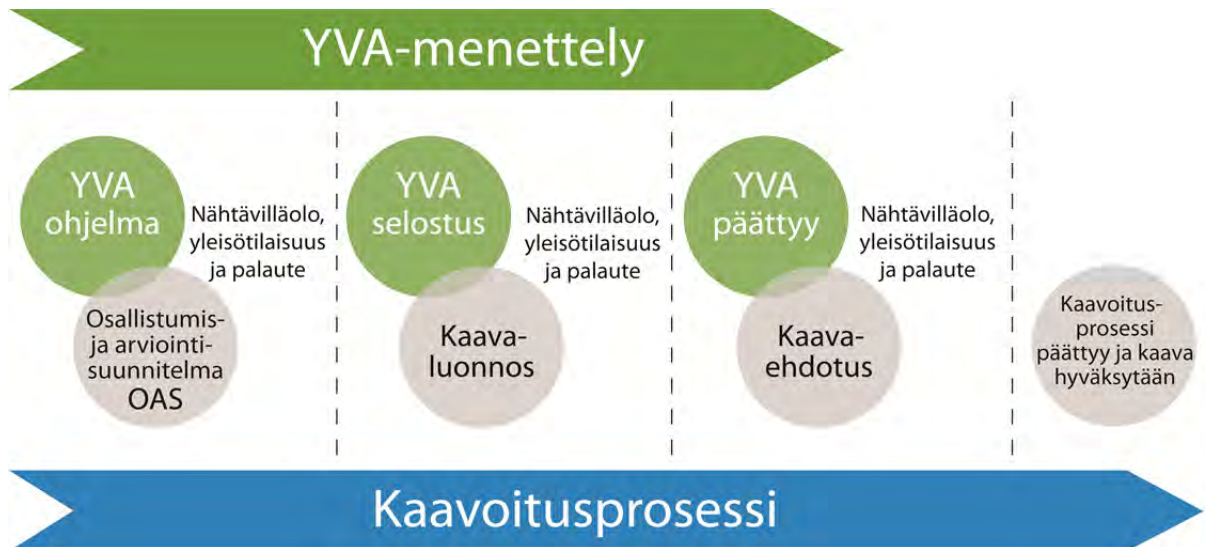 YVA-menettely
YVA
ohjelma
Nähtävilläolo,
yleisötilaisuus
ja palaute
Osallistumis-
ja arviointi-
suunnitelma
OAS
YVA
selostus
Nähtävilläolo,
yleisötilaisuus
ja palaute
Kaava-
luonnos
YVA
päättyy
Nähtävilläolo,
yleisötilaisuus
ja palaute
Kaava-
ehdotus
Kaavoitus-
prosessi
päättyy ja kaava
hyväksytään
Kaavoitusprosessi